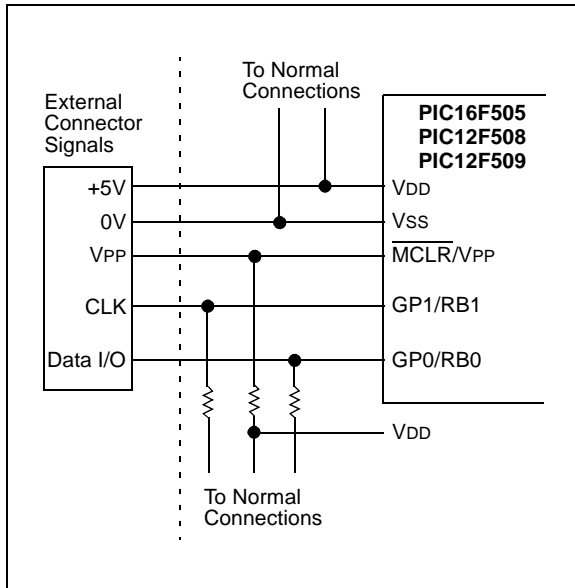 To Normal
Connections
External
Connector
Signals
PIC16F505
PIC12F508
PIC12F509
+5V
VDD
0V
VSS
VPP
MCLR/VPP
CLK
GP1/RB1
Data I/O
GP0/RB0
VDD
To Normal
Connections